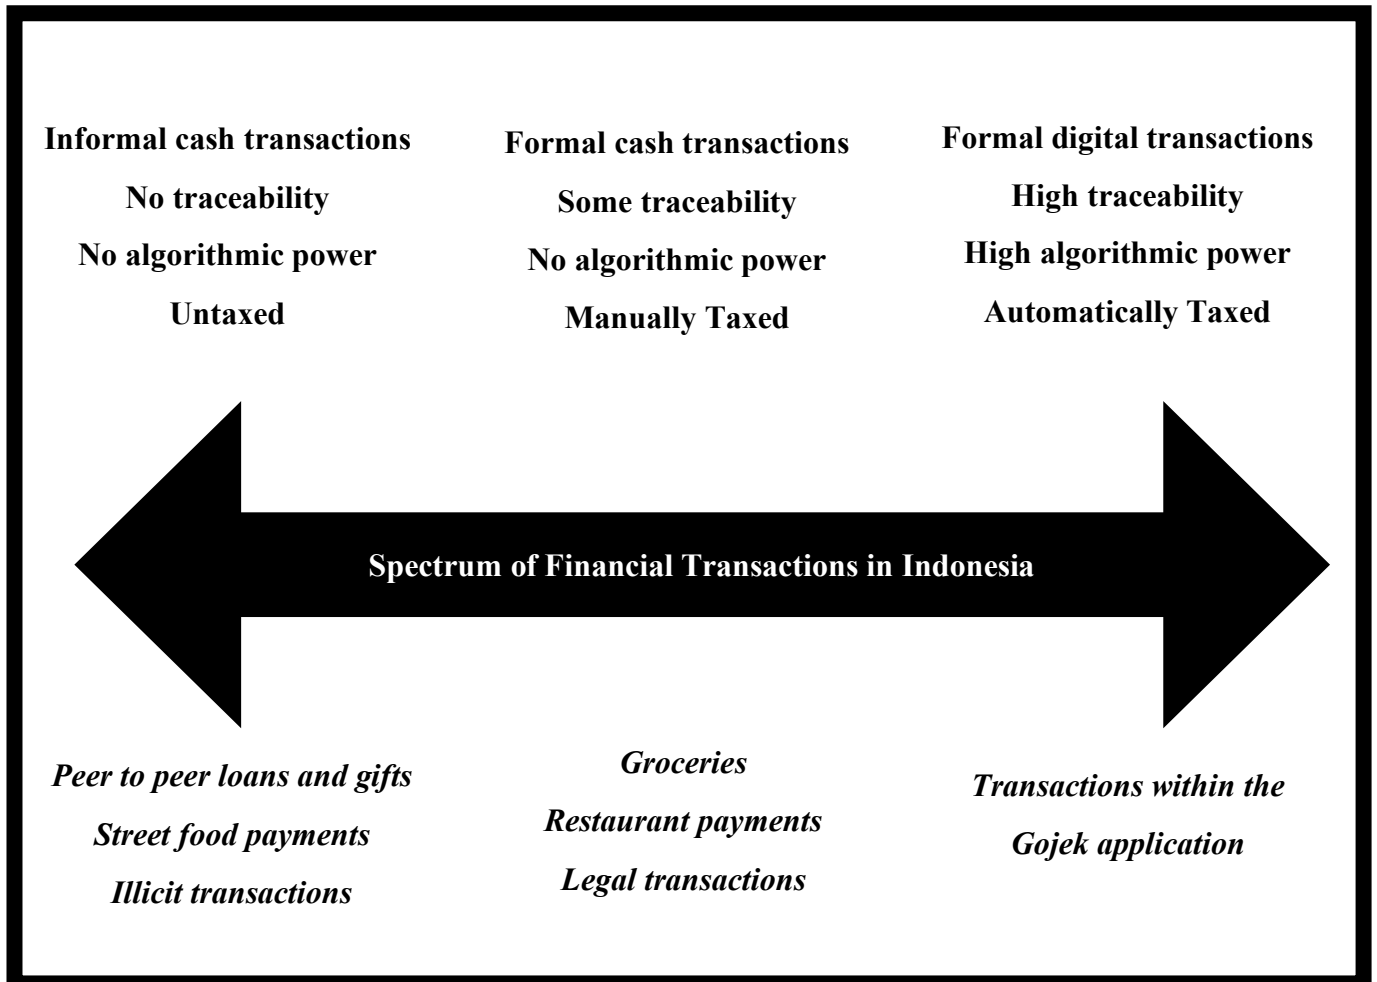 Informal cash transactions
No traceability
No algorithmic power
Untaxed
Formal cash transactions
Some traceability
No algorithmic power
Manually Taxed
Formal digital transactions
High traceability
High algorithmic power
Automatically Taxed
Spectrum of Financial Transactions in Indonesia
Peer to peer loans and gifts
Street food payments
Illicit transactions
Groceries
Restaurant payments
Legal transactions
Transactions within the
Gojek application